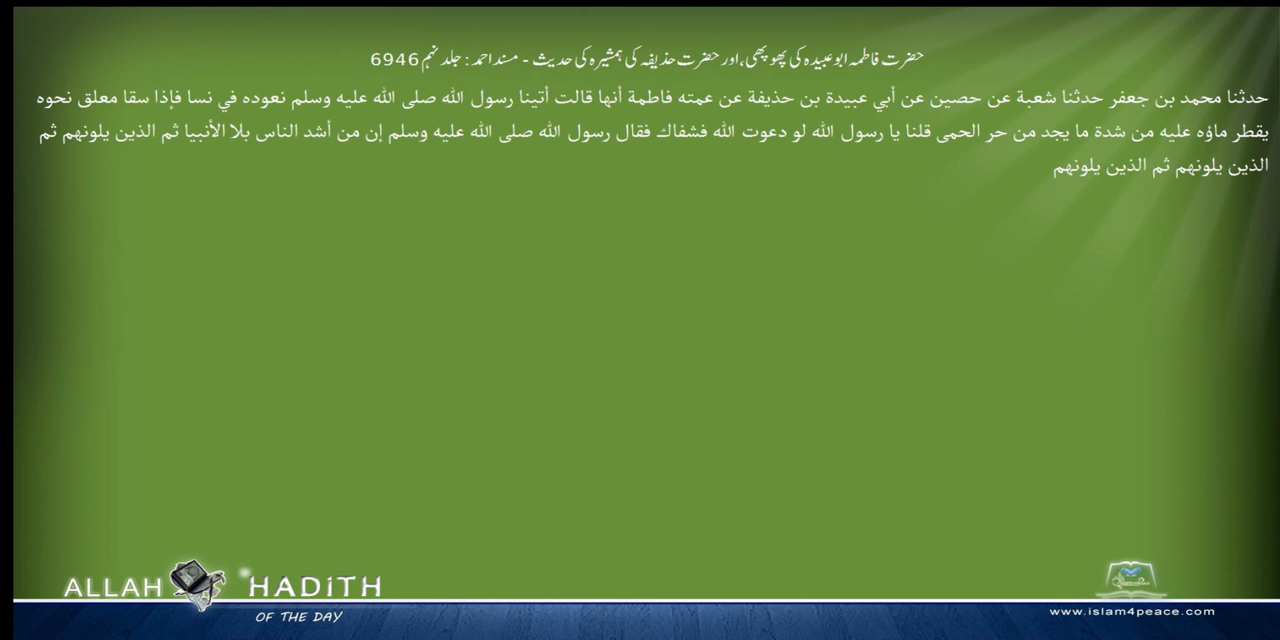 حضرت فاطمہ ابوعبیدہ کی پھوپھی، اور حضرت حذیفہ کی ہمشیرہ کی حدیث - مسند احمد : جلد نہم 6946
حدثنا محمد بن جعفر حدثنا شعبة عن حصين عن أبي عبيدة بن حذيفة عن عمته فاطمة أنها قالت أتينا رسول الله صلى الله عليه وسلم نعوده في نسا فإذا سقا معلق نحوه
يقطر ماؤه عليه من شدة ما يجد من حر الحمى قلنا يا رسول الله لو دعوت الله فشفاك فقال رسول الله صلى الله عليه وسلم إن من أشد الناس بلا الأنبيا ثم الذين يلونهم ثم
الذين يلونهم ثم الذين يلونهم
ALLAH HADITH
OF THE DAY
www.islam4peace.com